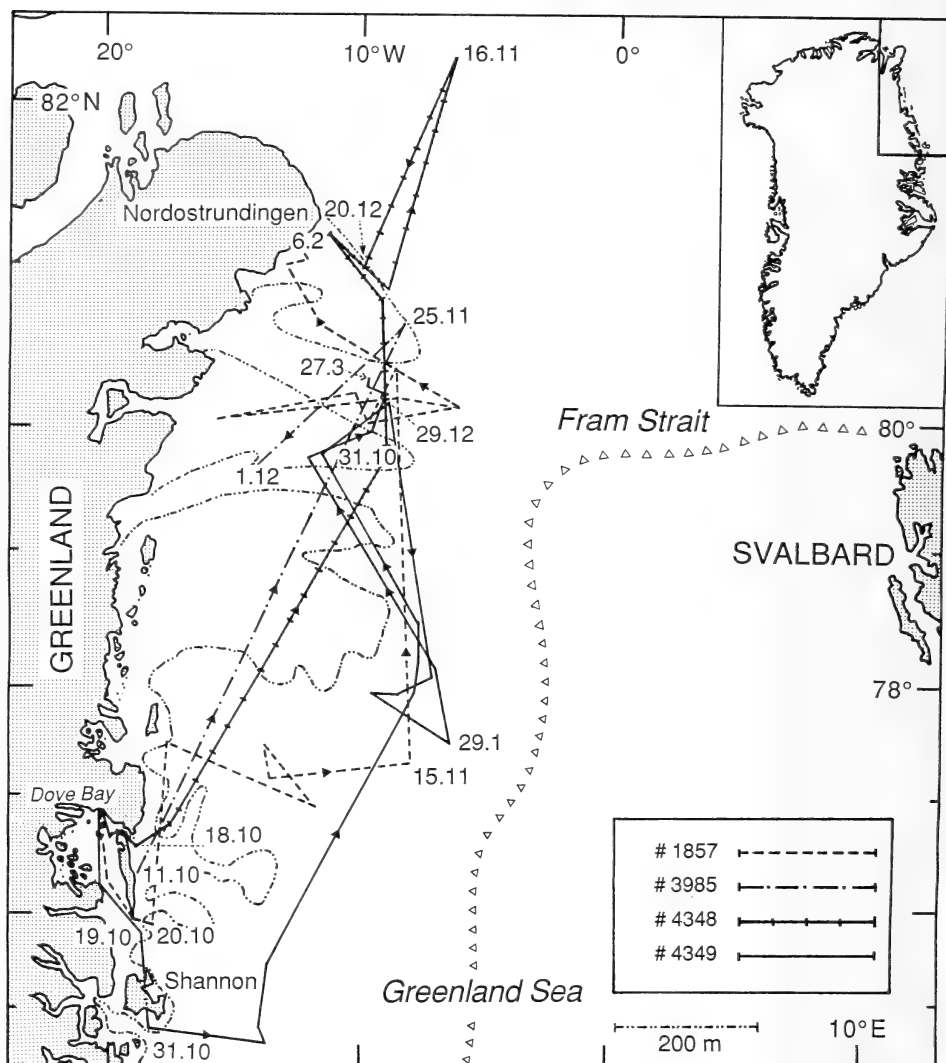 20°
10°W
16.11
0°
82°N
Nordostrundingen
20.12
6.2
25.11
27.3
Fram Strait
80°
29.12
31.10
1.12
GREENLAND
SVALBARD
78°
29.1
15.11
Dove Bay
18.10
# 1857
11.10
# 3985
# 4348
19.10
20.10
# 4349
Shannon
Greenland Sea
31.10
200 m
10°E